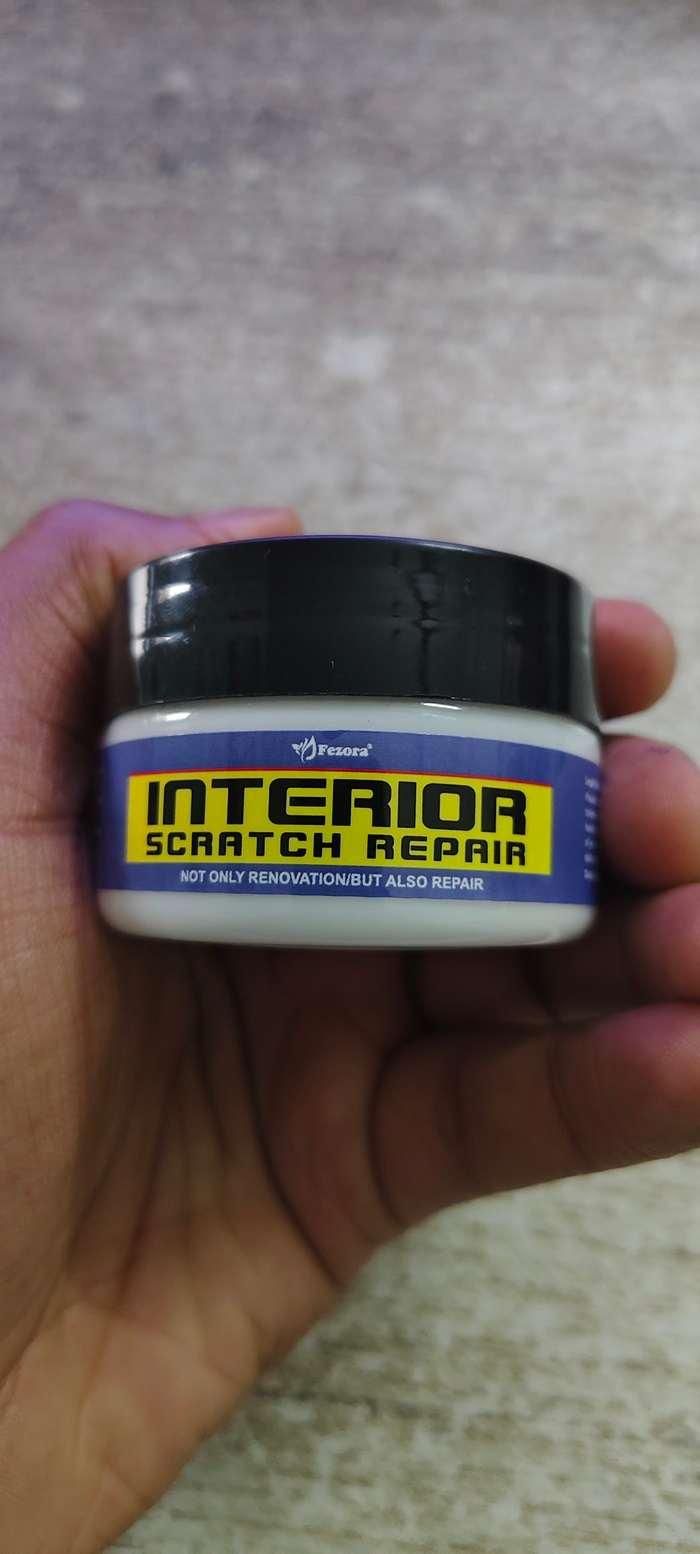 Fezora
INTERIOR
SCRATCH REPAIR
NOT ONLY RENOVATION/BUT ALSO REPAIR